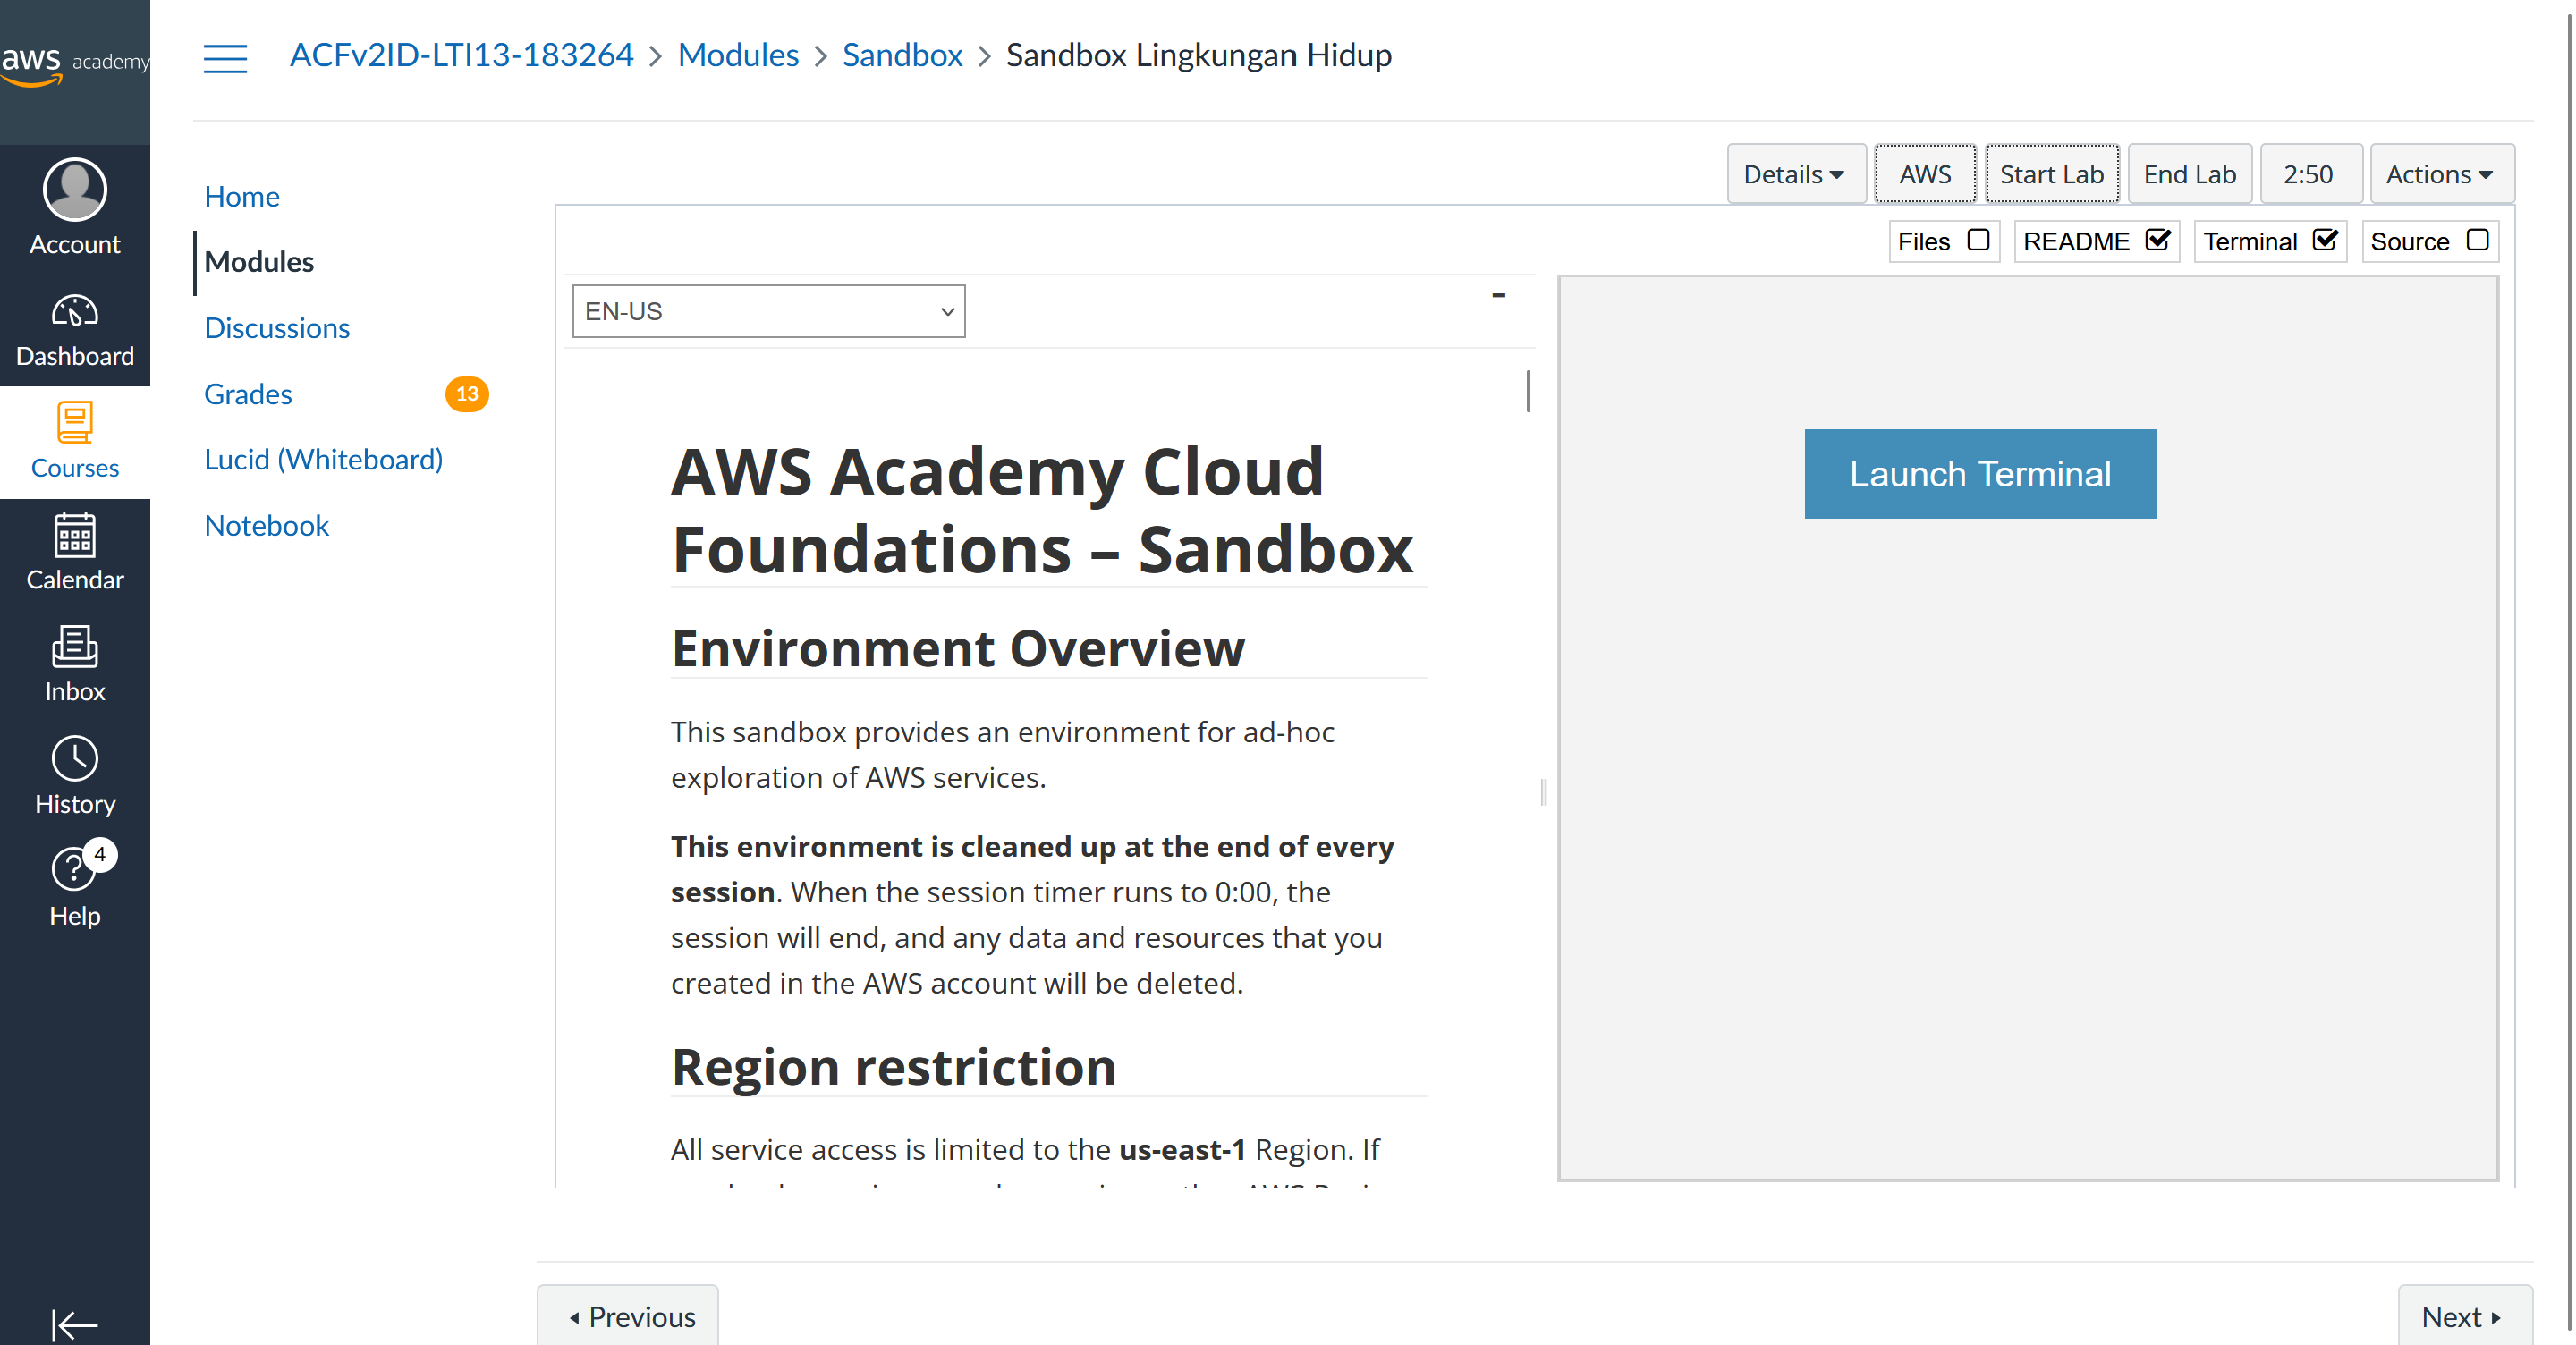 aws academy
ACFv2ID-LTI13-183264 > Modules > Sandbox > Sandbox Lingkungan Hidup
Account
Dashboard
Courses
Calendar
Inbox
History
4
Help
Home
Modules
Discussions
Grades 13
Lucid (Whiteboard)
Notebook
Details AWS Start Lab End Lab 2:50 Actions
Files README Terminal Source
EN-US
-
AWS Academy Cloud
Foundations – Sandbox
Environment Overview
This sandbox provides an environment for ad-hoc
exploration of AWS services.
This environment is cleaned up at the end of every
session. When the session timer runs to 0:00, the
session will end, and any data and resources that you
created in the AWS account will be deleted.
Region restriction
All service access is limited to the us-east-1 Region. If
Launch Terminal
Previous
Next